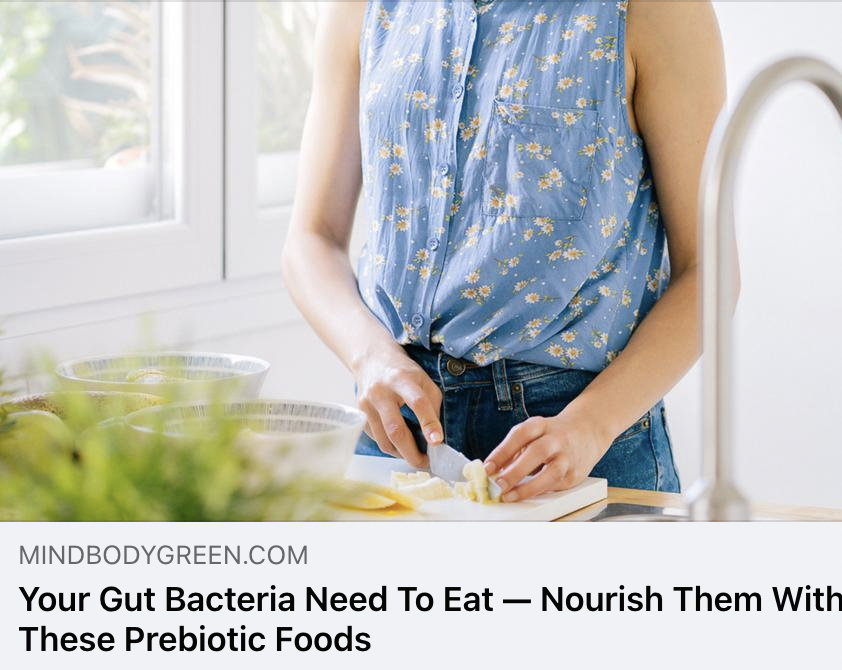 MINDBODYGREEN.COM
Your Gut Bacteria Need To Eat — Nourish Them With
These Prebiotic Foods